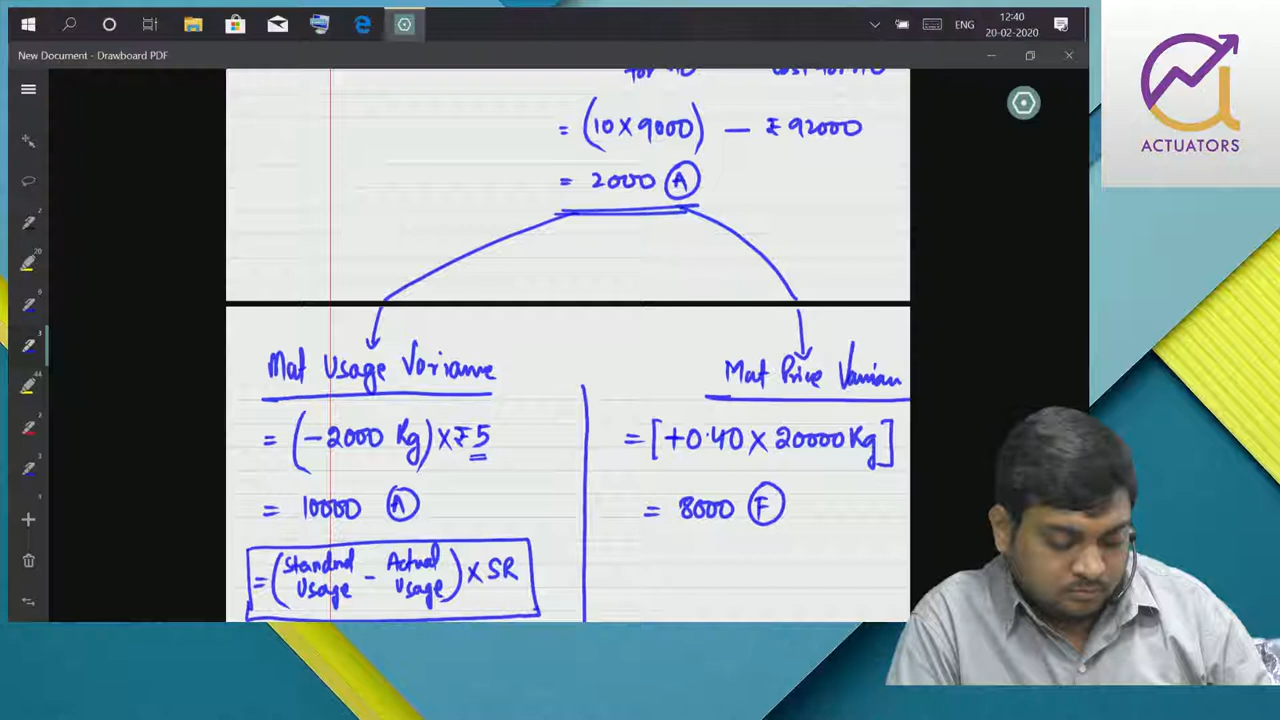 12:40
ENG
20-02-2020
New Document - Drawboard PDF
ACTUATORS
= (10 X 9000) — ₹ 92000
= 2000 (A)
Mat Usage Variance
= (-2000 Kg) X ₹5
= 10000 (A)
= (Standard Usage - Actual Usage) X SR
Mat Price Varian
= [+0.40 X 20000 Kg]
= 8000 (F)